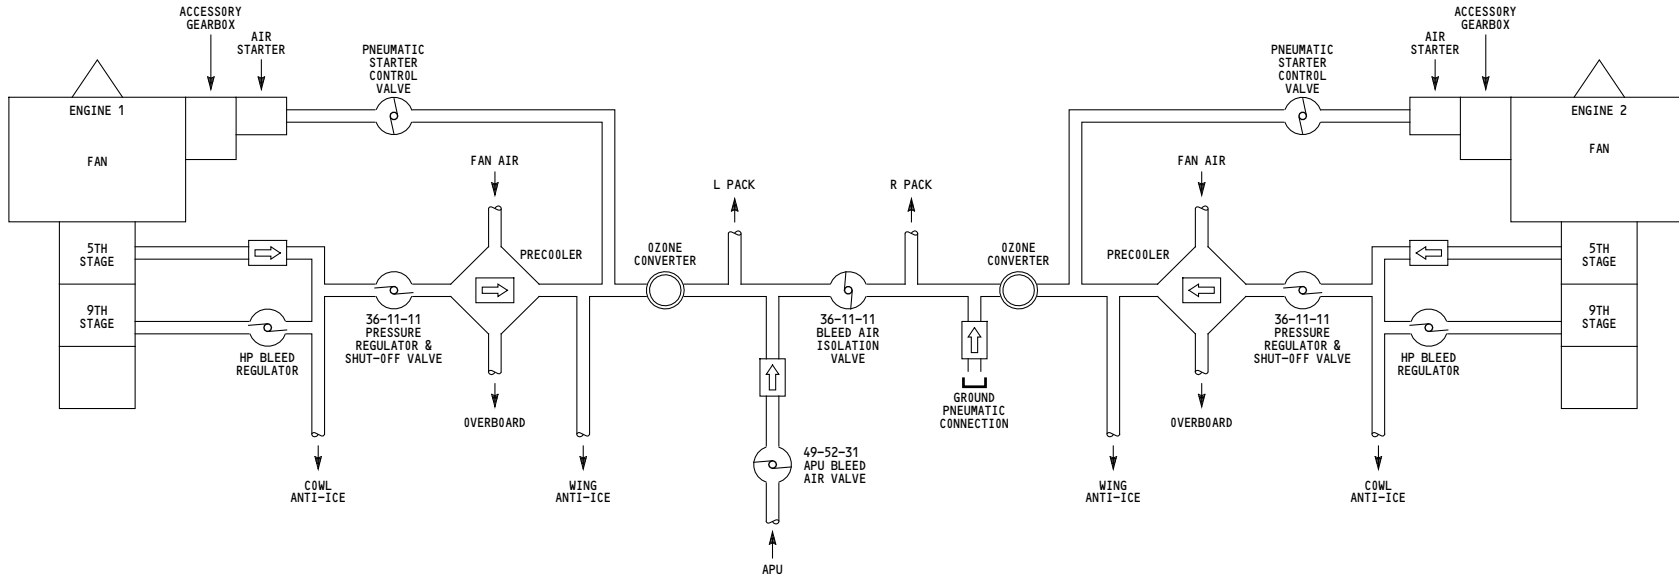 ACCESSORY
GEARBOX
AIR
STARTER
PNEUMATIC
STARTER
CONTROL
VALVE
ENGINE 1
FAN
FAN AIR
L PACK
R PACK
FAN AIR
PNEUMATIC
STARTER
CONTROL
VALVE
AIR
STARTER
ACCESSORY
GEARBOX
ENGINE 2
FAN
5TH
STAGE
9TH
STAGE
HP BLEED
REGULATOR
36-11-11
PRESSURE
REGULATOR &
SHUT-OFF VALVE
PRECOOLER
OZONE
CONVERTER
36-11-11
BLEED AIR
ISOLATION
VALVE
OZONE
CONVERTER
PRECOOLER
36-11-11
PRESSURE
REGULATOR &
SHUT-OFF VALVE
HP BLEED
REGULATOR
5TH
STAGE
9TH
STAGE
OVERBOARD
GROUND
PNEUMATIC
CONNECTION
OVERBOARD
COWL
ANTI-ICE
WING
ANTI-ICE
49-52-31
APU BLEED
AIR VALVE
WING
ANTI-ICE
COWL
ANTI-ICE
APU